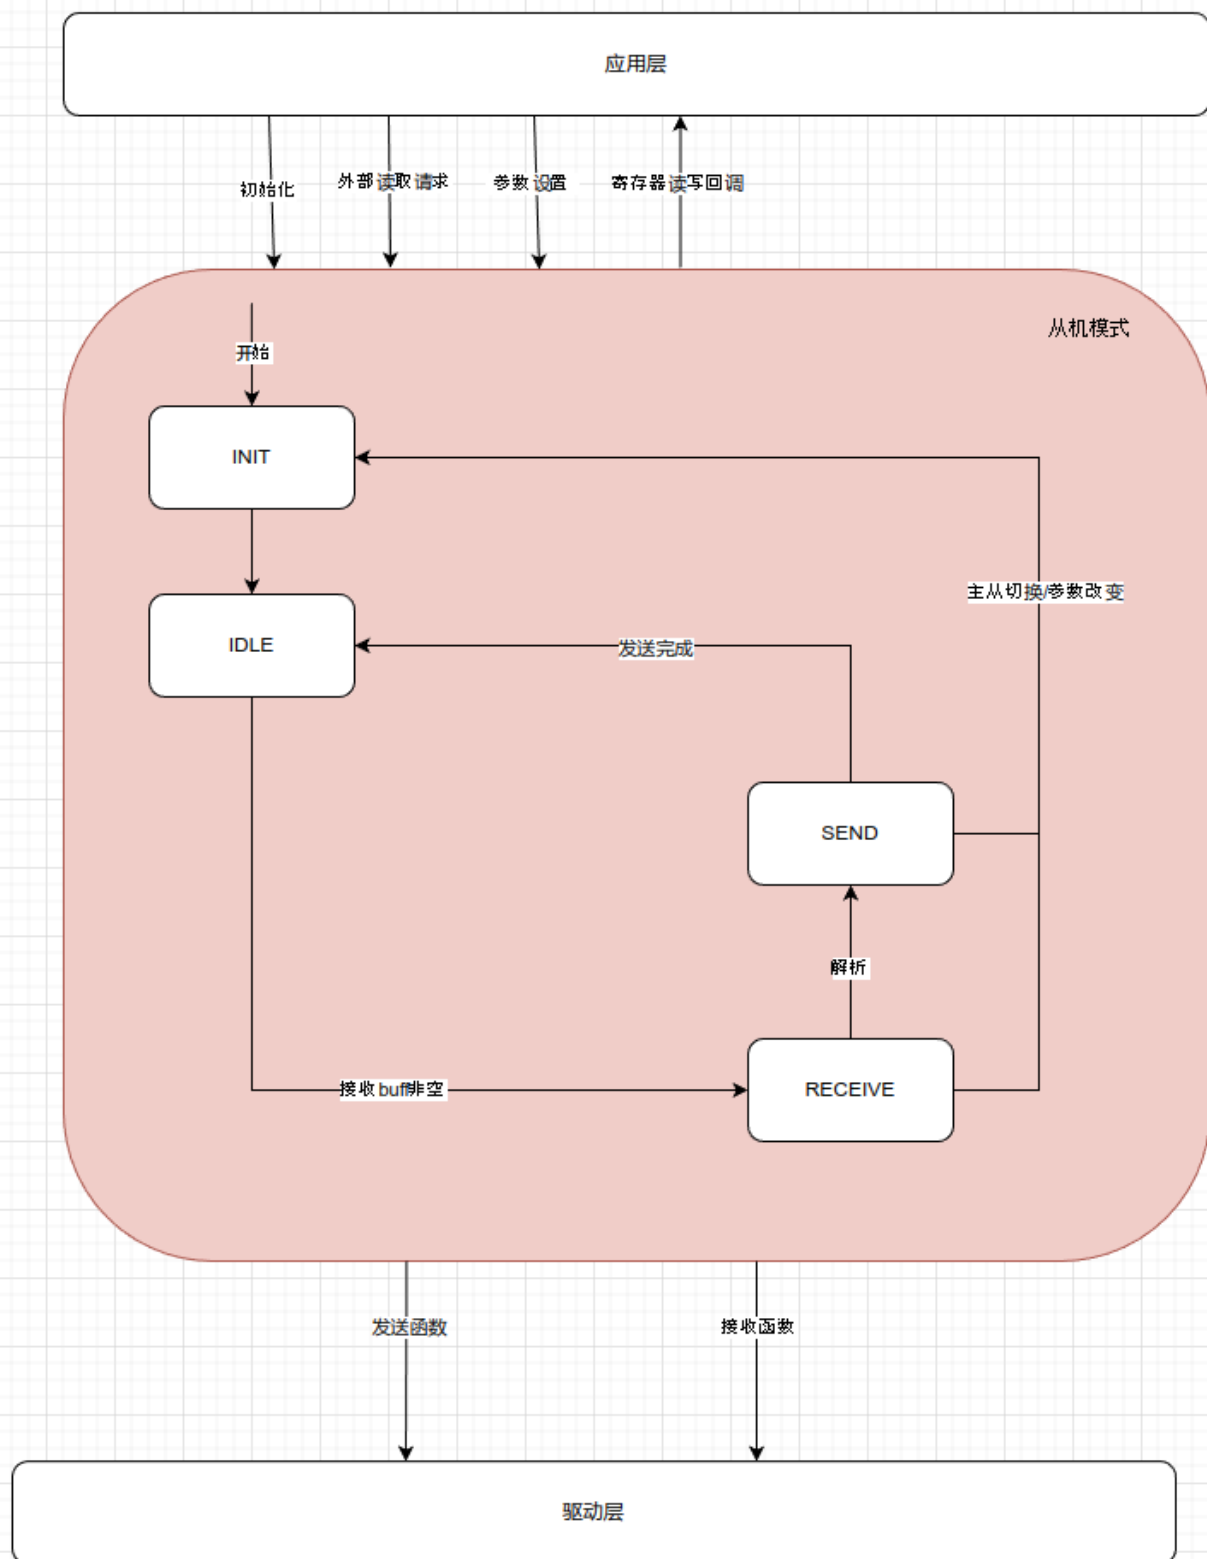 应用层
初始化
外部读取请求
参数设置
寄存器读写回调
从机模式
开始
INIT
主从切换/参数改变
IDLE
发送完成
SEND
解析
接收buff非空
RECEIVE
发送函数
接收函数
驱动层